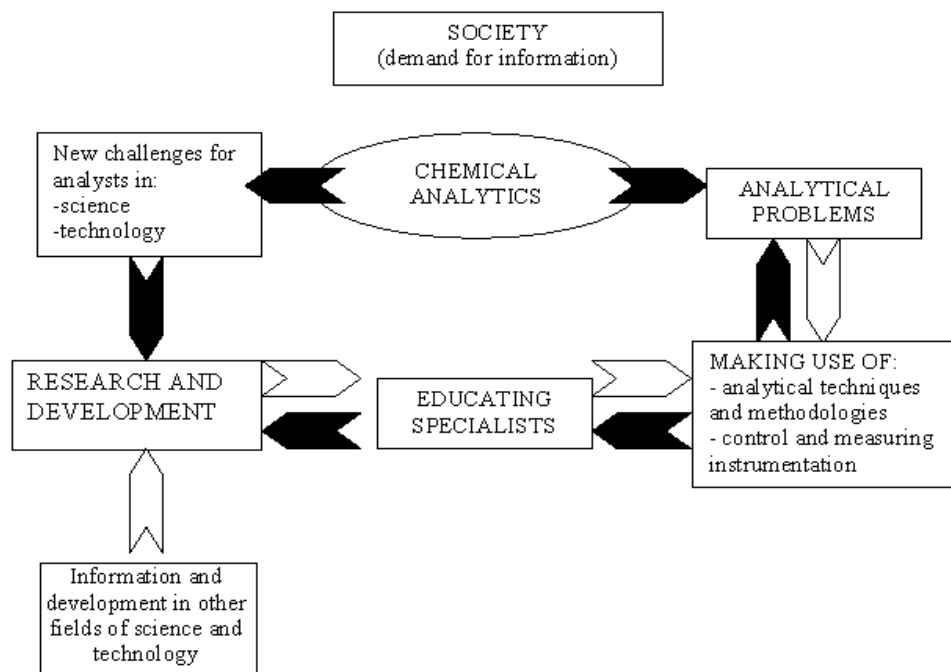 SOCIETY
(demand for information)
New challenges for
analysts in:
-science
-technology
CHEMICAL
ANALYTICS
ANALYTICAL
PROBLEMS
RESEARCH AND
DEVELOPMENT
EDUCATING
SPECIALISTS
MAKING USE OF:
- analytical techniques
and methodologies
- control and measuring
instrumentation
Information and
development in other
fields of science and
technology